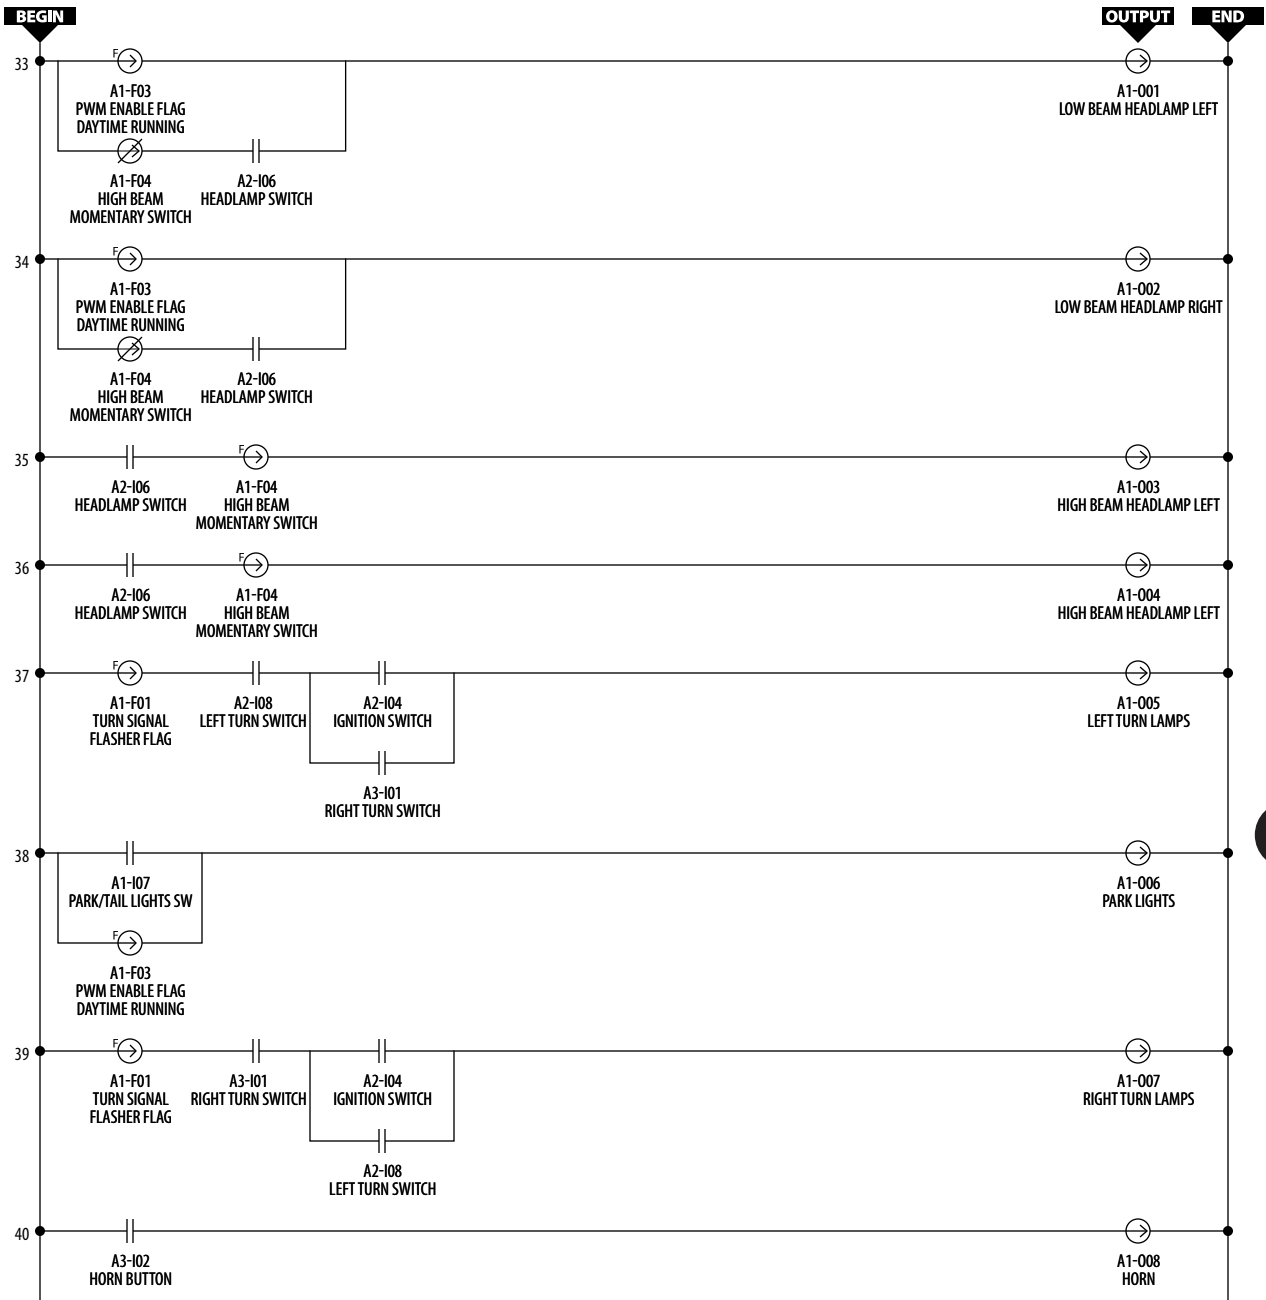 BEGIN
OUTPUT
END
33
F
A1-F03
PWM ENABLE FLAG
DAYTIME RUNNING
A1-F04
HIGH BEAM
MOMENTARY SWITCH
A2-I06
HEADLAMP SWITCH
A1-O01
LOW BEAM HEADLAMP LEFT
34
F
A1-F03
PWM ENABLE FLAG
DAYTIME RUNNING
A1-F04
HIGH BEAM
MOMENTARY SWITCH
A2-I06
HEADLAMP SWITCH
A1-O02
LOW BEAM HEADLAMP RIGHT
35
A2-I06
HEADLAMP SWITCH
F
A1-F04
HIGH BEAM
MOMENTARY SWITCH
A1-O03
HIGH BEAM HEADLAMP LEFT
36
A2-I06
HEADLAMP SWITCH
F
A1-F04
HIGH BEAM
MOMENTARY SWITCH
A1-O04
HIGH BEAM HEADLAMP LEFT
37
F
A1-F01
TURN SIGNAL
FLASHER FLAG
A2-I08
LEFT TURN SWITCH
A2-I04
IGNITION SWITCH
A3-I01
RIGHT TURN SWITCH
A1-O05
LEFT TURN LAMPS
38
A1-I07
PARK/TAIL LIGHTS SW
F
A1-F03
PWM ENABLE FLAG
DAYTIME RUNNING
A1-O06
PARK LIGHTS
39
F
A1-F01
TURN SIGNAL
FLASHER FLAG
A3-I01
RIGHT TURN SWITCH
A2-I04
IGNITION SWITCH
A2-I08
LEFT TURN SWITCH
A1-O07
RIGHT TURN LAMPS
40
A3-I02
HORN BUTTON
A1-O08
HORN